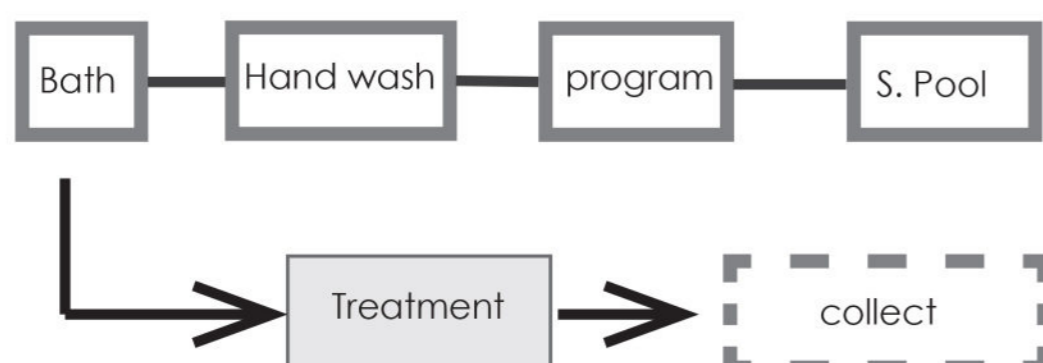 Bath
Hand wash
program
S. Pool
Treatment
collect